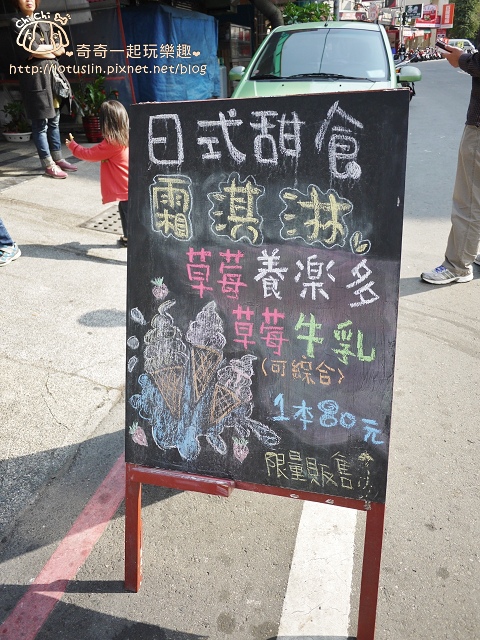 ChiChi's
❤奇奇一起玩樂趣❤
http://lotuslin.pixnet.net/blog
日式甜食
霜淇淋
草莓養楽多
草莓牛乳
(可綜合)
1本80元
限量販售